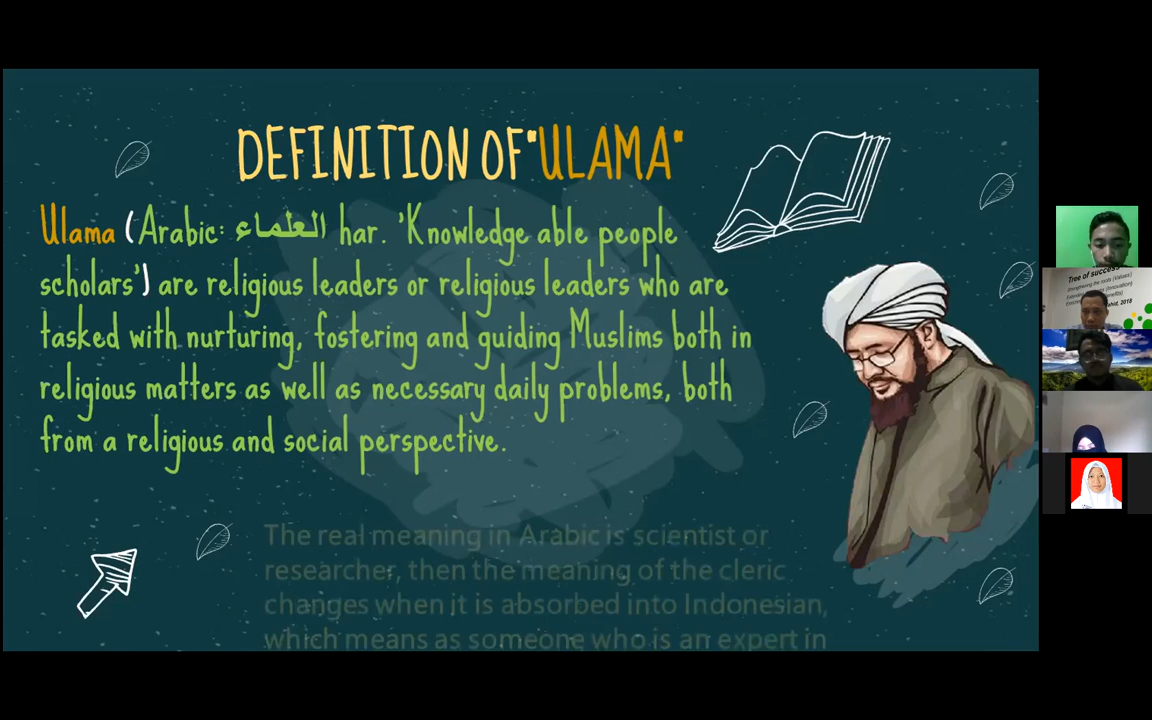 DEFINITION OF"ULAMA"
Ulama (Arabic: العلماء har. 'Knowledge able people
scholars') are religious leaders or religious leaders who are
tasked with nurturing, fostering and guiding Muslims both in
religious matters as well as necessary daily problems, both
from a religious and social perspective.
The real meaning in Arabic is scientist or
researcher, then the meaning of the cleric
changes when it is absorbed into Indonesian,
which means as someone who is an expert in
Tree of success
2018